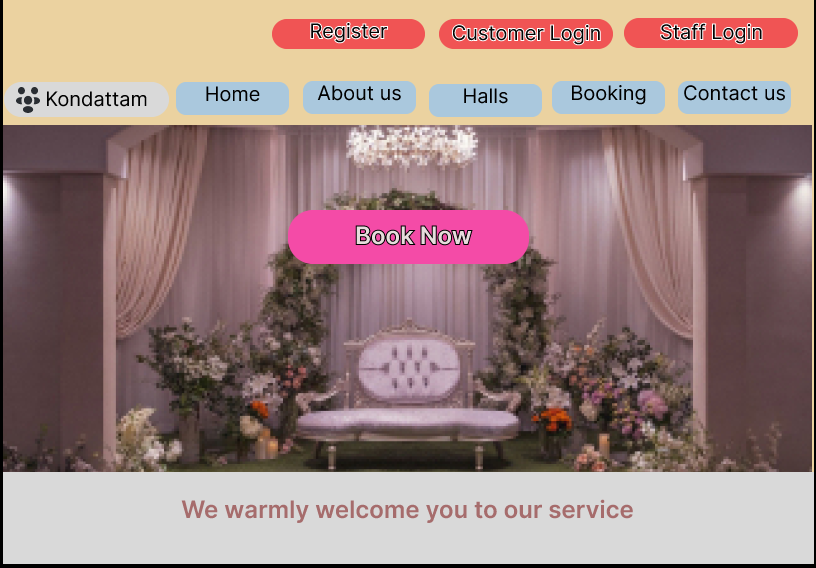 Register
Customer Login
Staff Login
Kondattam
Home
About us
Halls
Booking
Contact us
Book Now
We warmly welcome you to our service